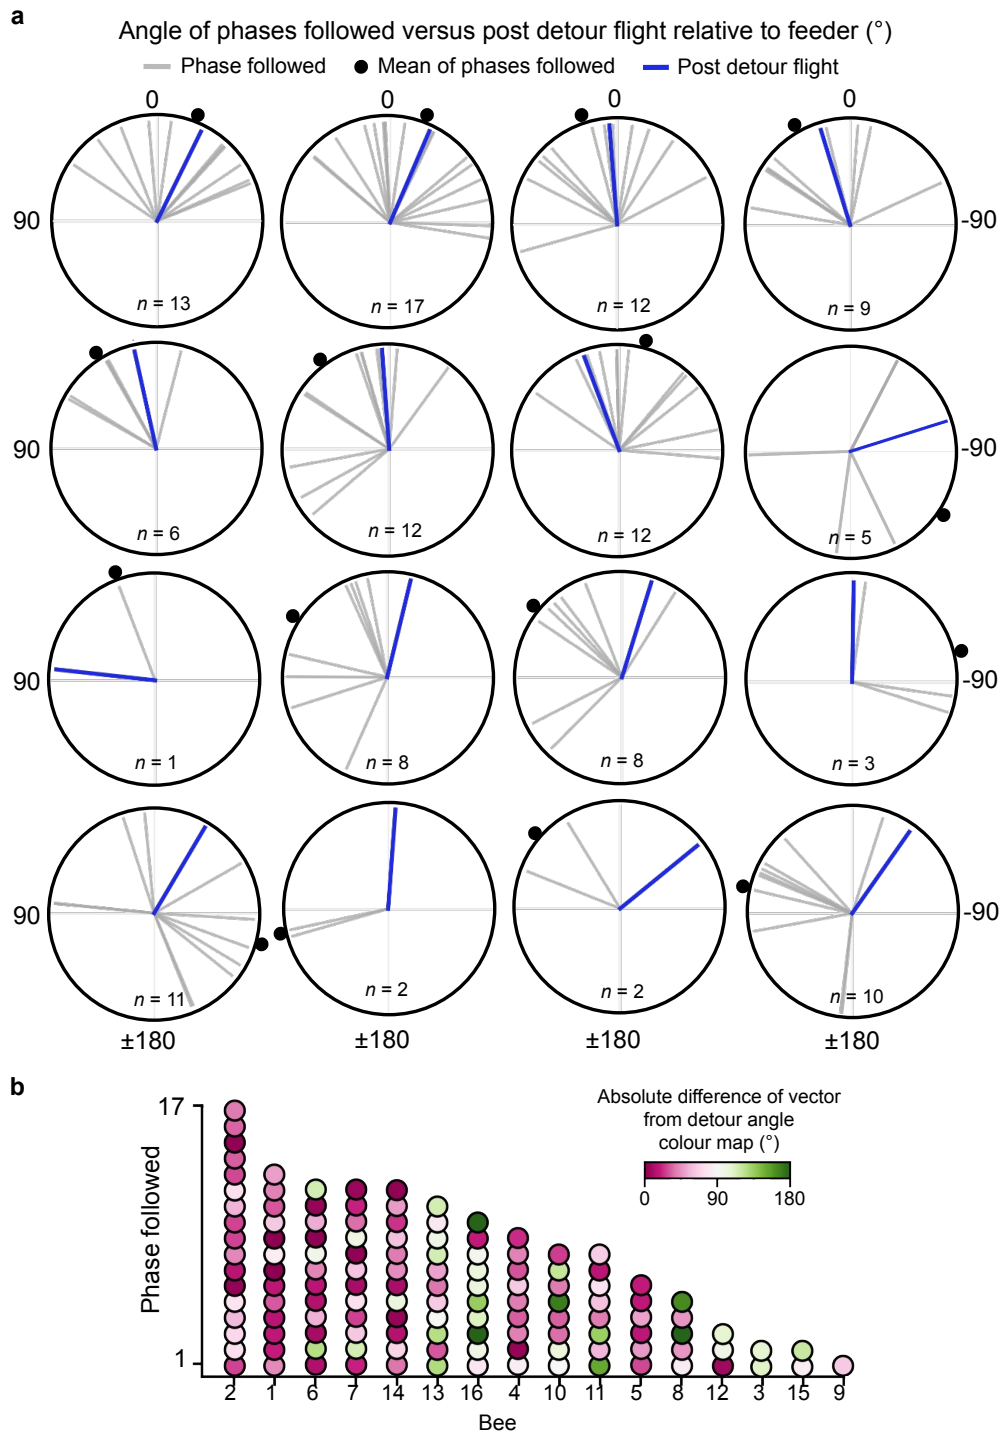 a
Angle of phases followed versus post detour flight relative to feeder (°)
Phase followed Mean of phases followed Post detour flight
0 0 0 0
90 -90
n = 13 n = 17 n = 12 n = 9
90 -90
n = 6 n = 12 n = 12 n = 5
90 -90
n = 1 n = 8 n = 8 n = 3
90 -90
n = 11 n = 2 n = 2 n = 10
±180 ±180 ±180 ±180
b
Absolute difference of vector
from detour angle
colour map (°)
0 90 180
Phase followed
17
1
2 1 6 7 14 13 16 4 10 11 5 8 12 3 15 9
Bee